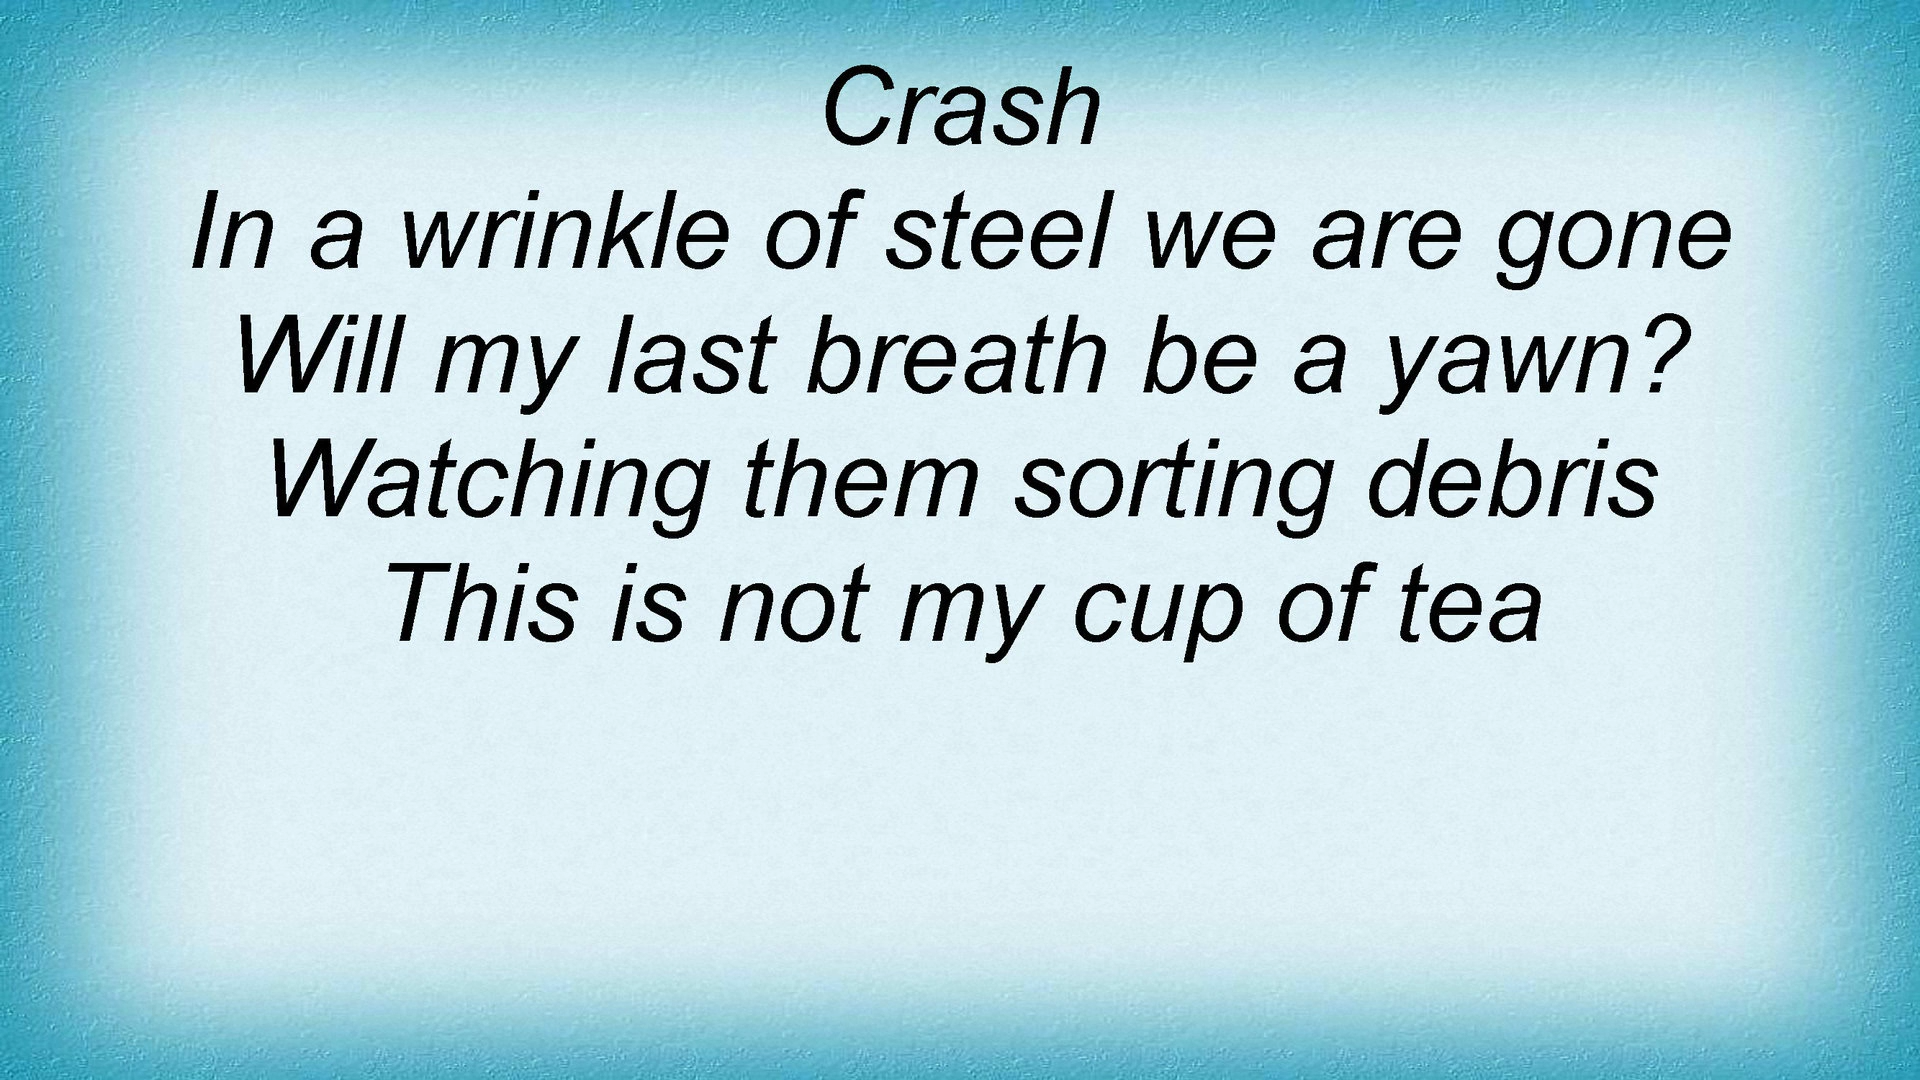 Crash
In a wrinkle of steel we are gone
Will my last breath be a yawn?
Watching them sorting debris
This is not my cup of tea